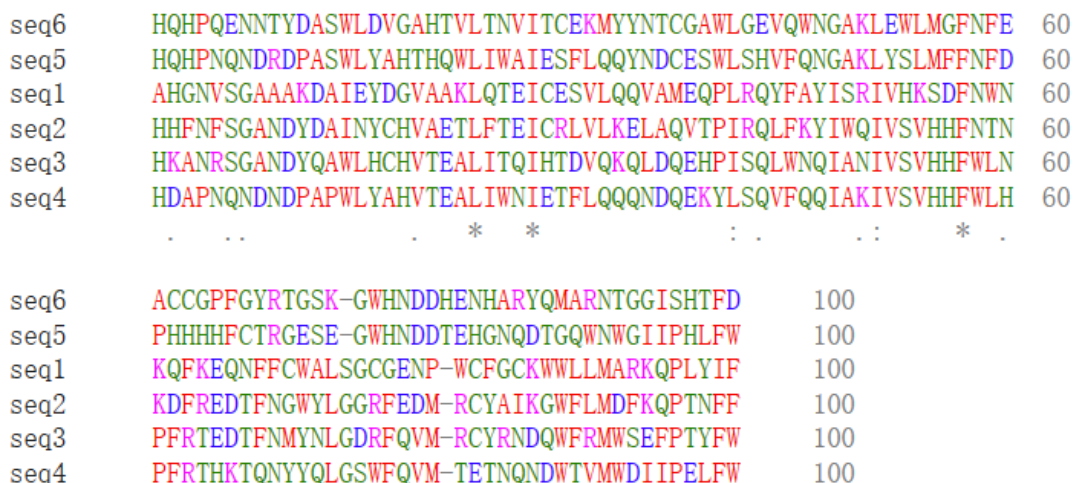 seq6 HQHPQENNTYDASWLDVGAHTVLTNVITCEKMYYNTCGAWLGEVQWNGAKLEWLMGFNFE 60
seq5 HQHPNQNDRDPASWLYAHTHQWLIWAIESFLQQYNDCESWLSHVFQNGAKLYSLMFFNFD 60
seq1 AHGNVSGAAAKDAIEYDGVAAKLQTEICESVLQQVAMEQPLRQYFAYISRIVHKSDFNWN 60
seq2 HHFNFSGANDYDAINYCHVAETLFTEICRLVLKELAQVTPIRQLFKYIWQIVSVHHFNTN 60
seq3 HKANRSGANDYQAWLHCHVTEALITQIHTDVQKQLDQEHPISQLWNQIANIVSVHHFWLN 60
seq4 HDAPNQNDNDPAPWLYAHVTEALIWNIETFLQQQNDQEKYLSQVFQQIAKIVSVHHFWLH 60
. .. . * * : . .: * .
seq6 ACCGPFGYRTGSK-GWHNDDHENHARYQMARNTGGISHTFD 100
seq5 PHHHHFCTRGESE-GWHNDDTEHGNQDTGQWNWGIIPHLFW 100
seq1 KQFKEQNFFCWALSGCGENP-WCFGCKWWLLMARKQPLYIF 100
seq2 KDFREDTFNGWYLGGRFEDM-RCYAIKGWFLMDFKQPTNFF 100
seq3 PFRTEDTFNMYNLGDRFQVM-RCYRNDQWFRMWSEFPTYFW 100
seq4 PFRTHKTQNYYQLGSWFQVM-TETNQNDWTVMWDIIPELFW 100